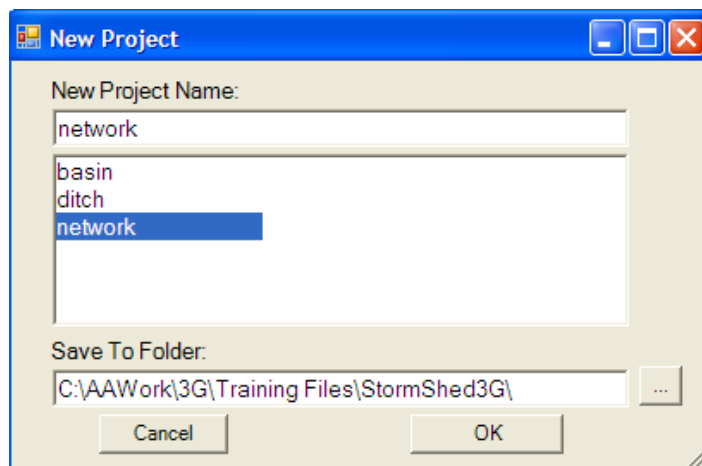 New Project
New Project Name:
network
basin
ditch
network
Save To Folder:
C:\AAWork\3G\Training Files\StormShed3G\
...
Cancel OK